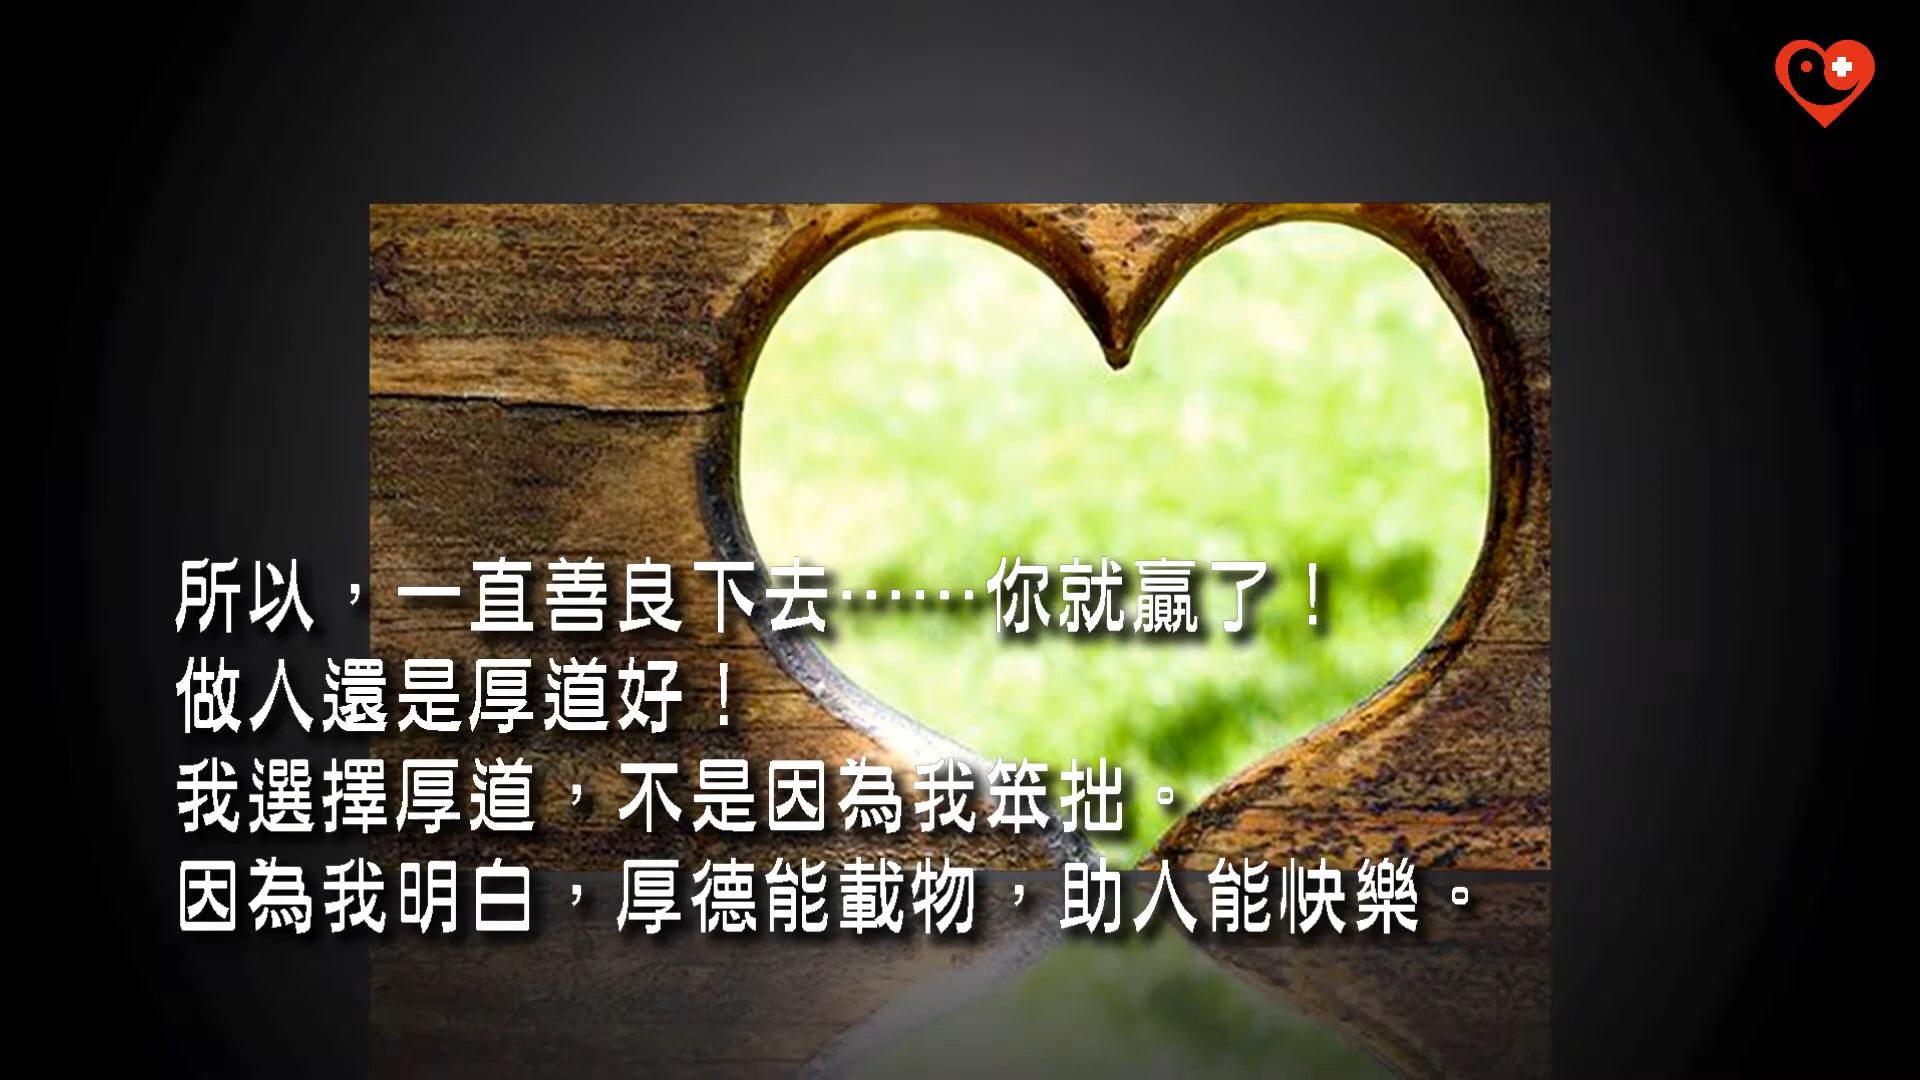 所以，一直善良下去……你就贏了！
做人還是厚道好！
我選擇厚道，不是因為我笨拙。
因為我明白，厚德能載物，助人能快樂。